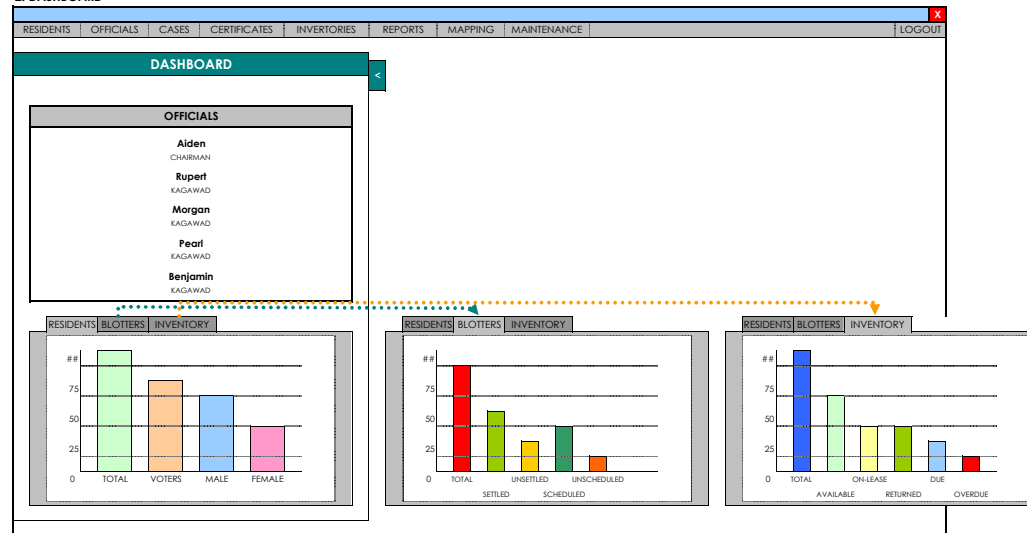 2. DASHBOARD
X
RESIDENTS OFFICIALS CASES CERTIFICATES INVERTORIES REPORTS MAPPING MAINTENANCE LOGOUT
DASHBOARD
<
OFFICIALS
Aiden
CHAIRMAN
Rupert
KAGAWAD
Morgan
KAGAWAD
Pearl
KAGAWAD
Benjamin
KAGAWAD
RESIDENTS BLOTTERS INVENTORY
##
75
50
25
0
TOTAL VOTERS MALE FEMALE
RESIDENTS BLOTTERS INVENTORY
##
75
50
25
0
TOTAL UNSETTLED UNSCHEDULED
SETTLED SCHEDULED
RESIDENTS BLOTTERS INVENTORY
##
75
50
25
0
TOTAL ON-LEASE DUE
AVAILABLE RETURNED OVERDUE